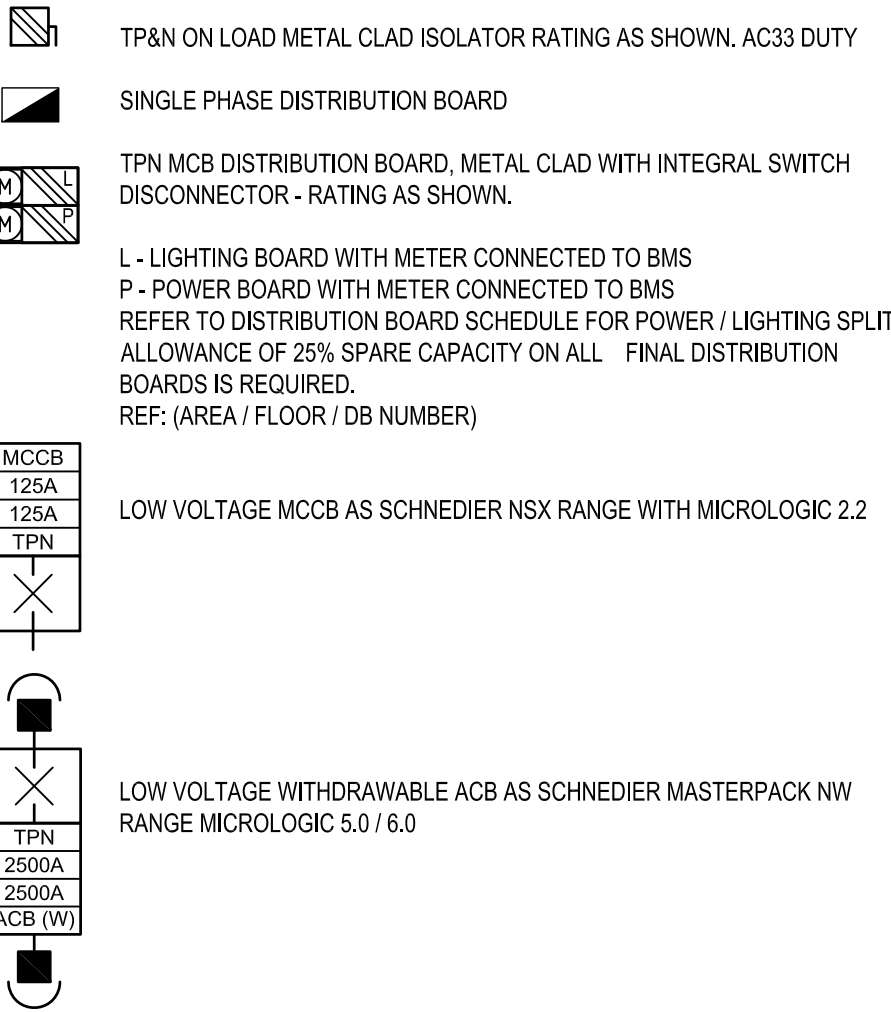 TP&N ON LOAD METAL CLAD ISOLATOR RATING AS SHOWN. AC33 DUTY
SINGLE PHASE DISTRIBUTION BOARD
M L
M P
TPN MCB DISTRIBUTION BOARD, METAL CLAD WITH INTEGRAL SWITCH
DISCONNECTOR - RATING AS SHOWN.
L - LIGHTING BOARD WITH METER CONNECTED TO BMS
P - POWER BOARD WITH METER CONNECTED TO BMS
REFER TO DISTRIBUTION BOARD SCHEDULE FOR POWER / LIGHTING SPLIT
ALLOWANCE OF 25% SPARE CAPACITY ON ALL FINAL DISTRIBUTION
BOARDS IS REQUIRED.
REF: (AREA / FLOOR / DB NUMBER)
MCCB
125A
125A
TPN
LOW VOLTAGE MCCB AS SCHNEDIER NSX RANGE WITH MICROLOGIC 2.2
LOW VOLTAGE WITHDRAWABLE ACB AS SCHNEDIER MASTERPACK NW
RANGE MICROLOGIC 5.0 / 6.0
TPN
2500A
2500A
ACB (W)